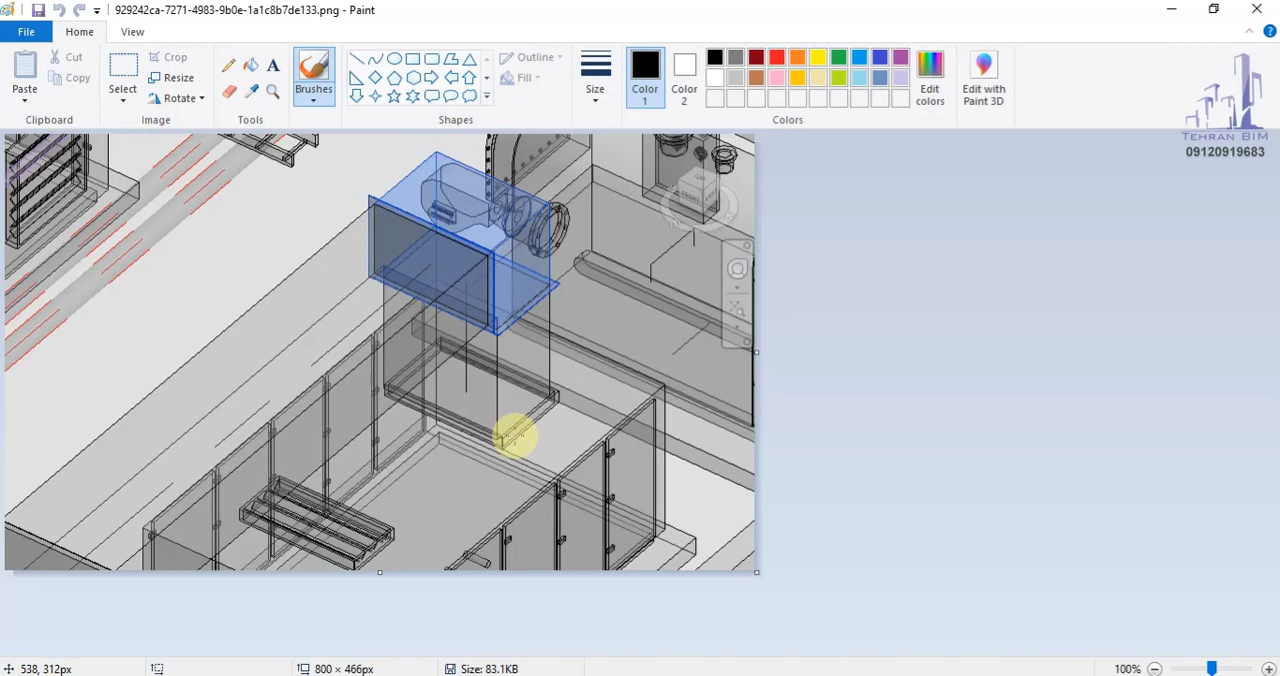 929242ca-7271-4983-9b0e-1a1c8b7de133.png - Paint
File
Home
View
Paste
Cut
Copy
Clipboard
Select
Crop
Resize
Rotate
Image
A
Tools
Brushes
Outline
Fill
Shapes
Size
Color
1
Color
2
Edit
colors
Edit with
Paint 3D
Colors
TEHRAN BIM
09120919683
538, 312px
800 × 466px
Size: 83.1KB
100%